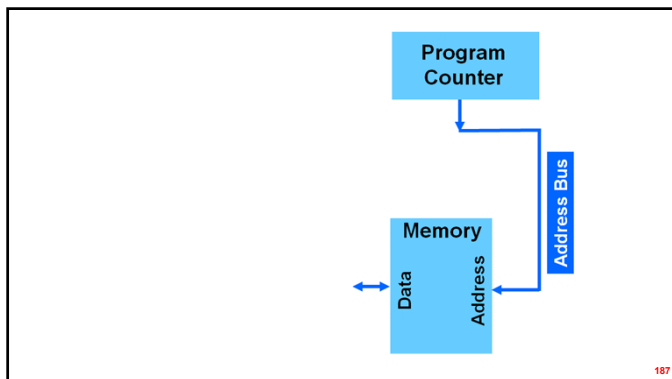 Program
Counter
Address Bus
Memory
Data
Address
187